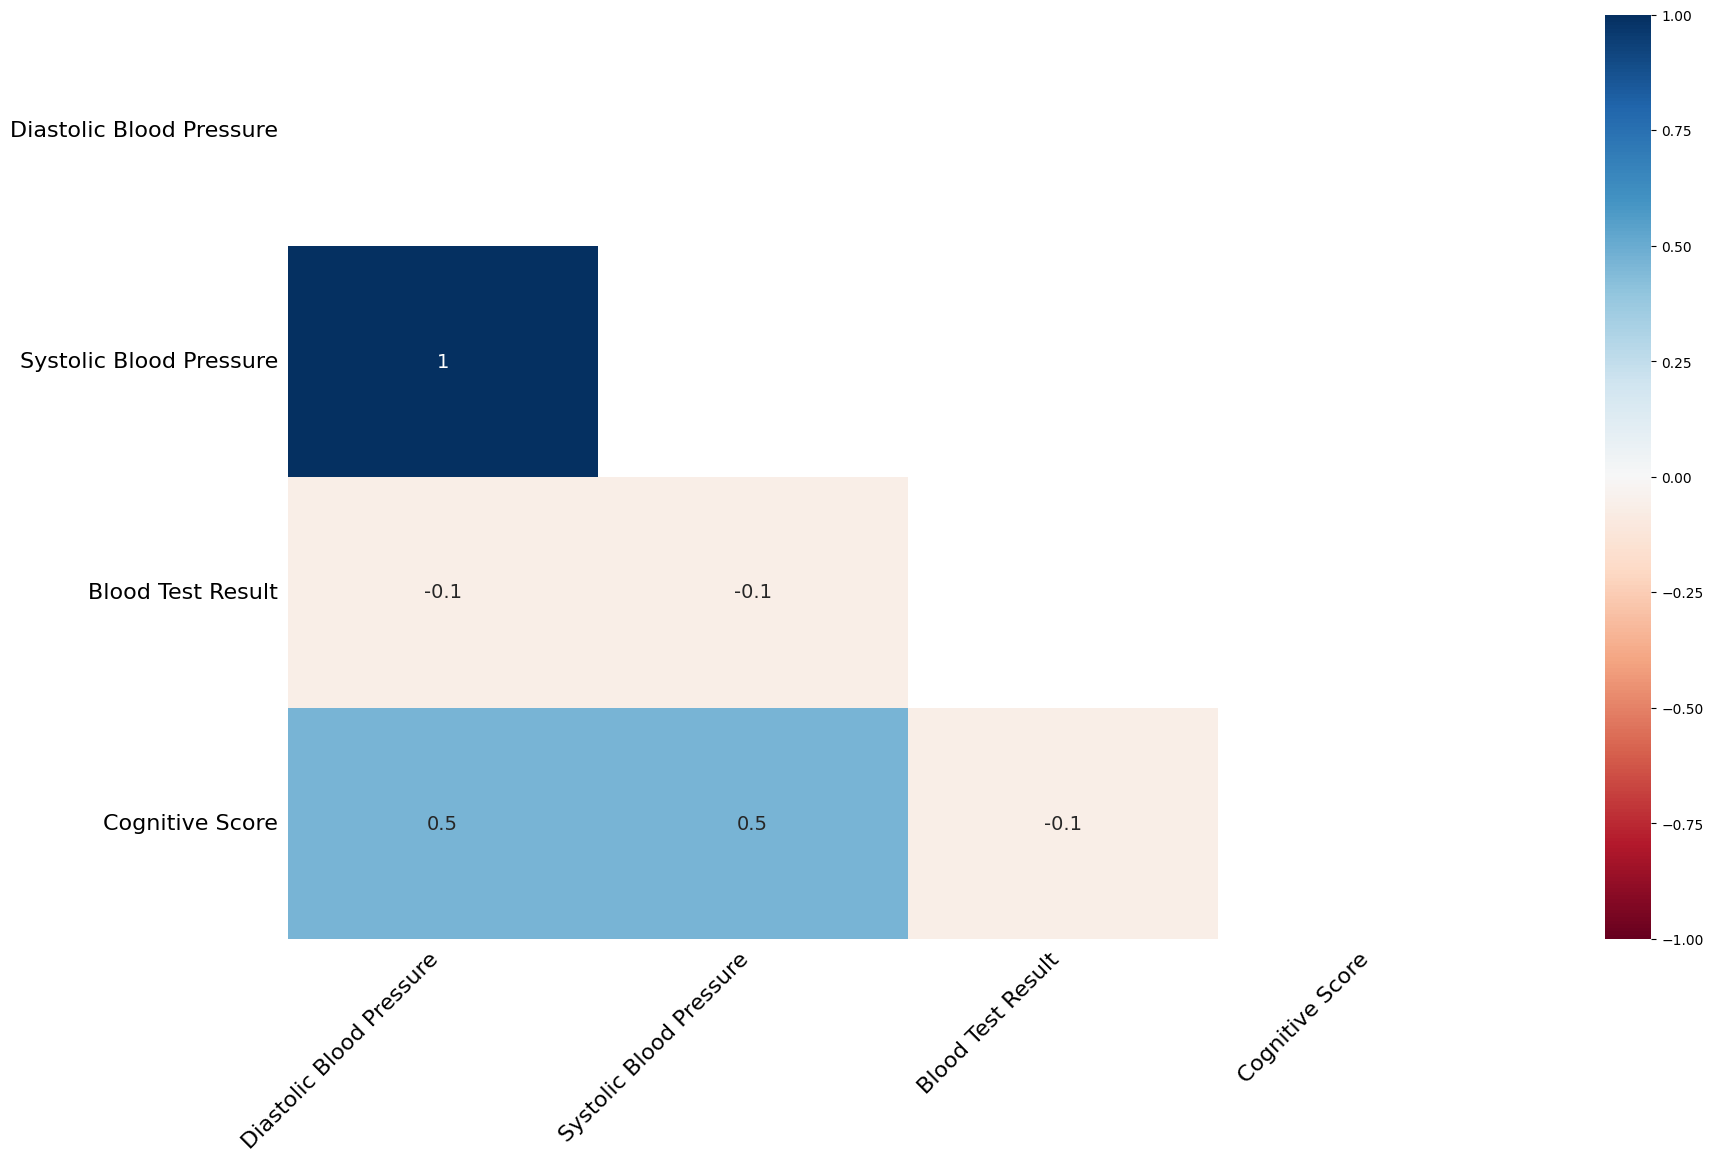 Diastolic Blood Pressure
Systolic Blood Pressure
1
Blood Test Result
-0.1
-0.1
Cognitive Score
0.5
0.5
-0.1
Diastolic Blood Pressure
Systolic Blood Pressure
Blood Test Result
Cognitive Score
1.00
0.75
0.50
0.25
0.00
−0.25
−0.50
−0.75
−1.00